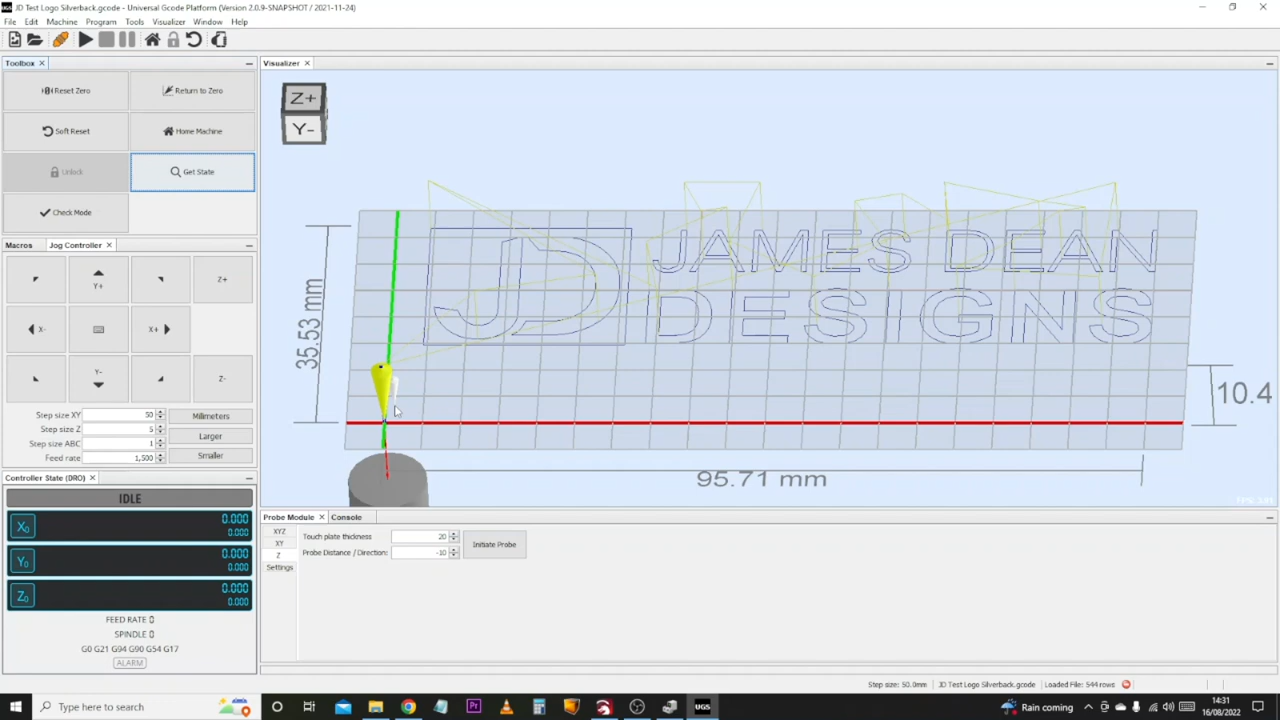 JD Test Logo Silverback.gcode - Universal Gcode Platform (Version 2.0.9-SNAPSHOT / 2021-11-24)
File Edit Machine Program Tools Visualizer Window Help
Toolbox
Reset Zero
Return to Zero
Soft Reset
Home Machine
Unlock
Get State
Check Mode
Macros
Jog Controller
Y+
Z+
X-
X+
Y-
Z-
Step size XY 50 Millimeters
Step size Z 5
Larger
Step size ABC 1
Smaller
Feed rate 1,500
Controller State (DRO)
IDLE
X0 0.000
0.000
Y0 0.000
0.000
Z0 0.000
0.000
FEED RATE 0
SPINDLE 0
G0 G21 G94 G90 G54 G17
ALARM
Visualizer
Z+
Y-
35.53 mm
JD
JAMES DEAN
DESIGNS
10.4
95.71 mm
Probe Module
Console
XYZ
XY
Z
Settings
Touch plate thickness 20
Probe Distance / Direction: -10
Initiate Probe
Step size: 50.0mm
JD Test Logo Silverback.gcode
Loaded File: 544 rows
Type here to search
Pr
UGS
Rain coming
14:31
16/08/2022